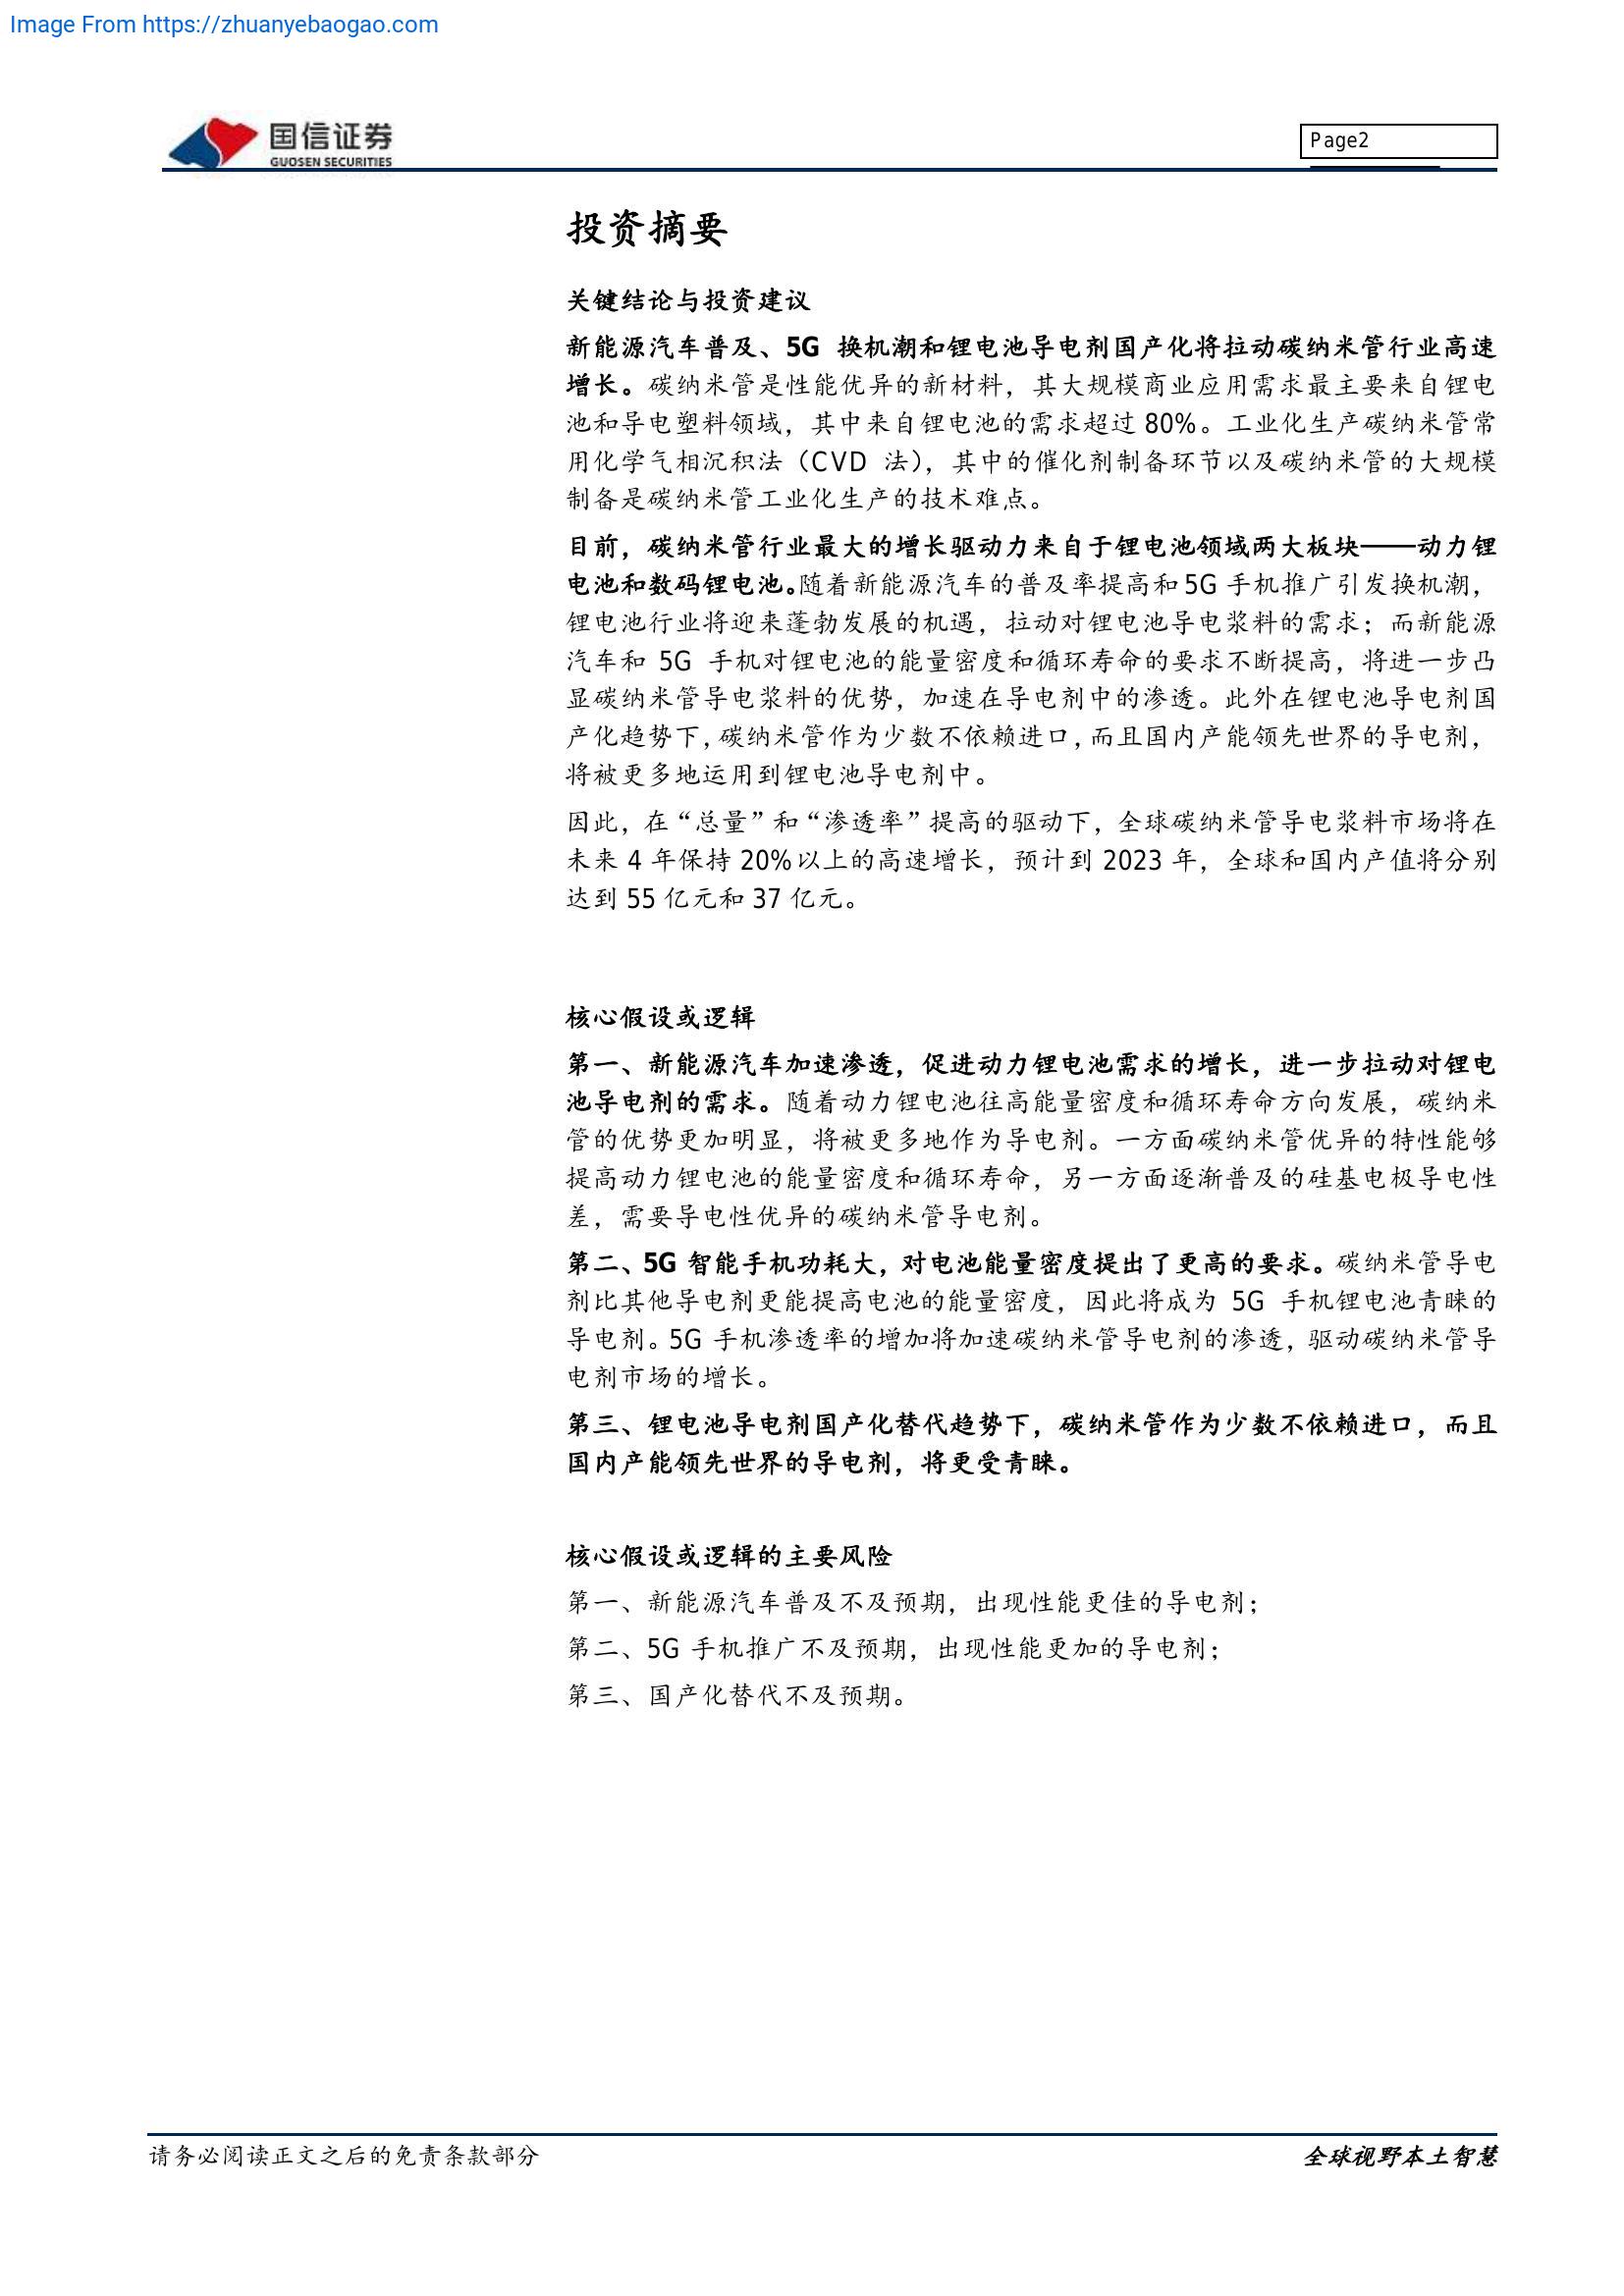 Image From https://zhuanyebaogao.com
国信证券
GUOSEN SECURITIES
Page2
投资摘要
关键结论与投资建议
新能源汽车普及、5G 换机潮和锂电池导电剂国产化将拉动碳纳米管行业高速
增长。碳纳米管是性能优异的新材料，其大规模商业应用需求最主要来自锂电
池和导电塑料领域，其中来自锂电池的需求超过 80%。工业化生产碳纳米管常
用化学气相沉积法（CVD 法），其中的催化剂制备环节以及碳纳米管的大规模
制备是碳纳米管工业化生产的技术难点。
目前，碳纳米管行业最大的增长驱动力来自于锂电池领域两大板块——动力锂
电池和数码锂电池。随着新能源汽车的普及率提高和 5G 手机推广引发换机潮，
锂电池行业将迎来蓬勃发展的机遇，拉动对锂电池导电浆料的需求；而新能源
汽车和 5G 手机对锂电池的能量密度和循环寿命的要求不断提高，将进一步凸
显碳纳米管导电浆料的优势，加速在导电剂中的渗透。此外在锂电池导电剂国
产化趋势下，碳纳米管作为少数不依赖进口，而且国内产能领先世界的导电剂，
将被更多地运用到锂电池导电剂中。
因此，在“总量”和“渗透率”提高的驱动下，全球碳纳米管导电浆料市场将在
未来 4 年保持 20%以上的高速增长，预计到 2023 年，全球和国内产值将分别
达到 55 亿元和 37 亿元。
核心假设或逻辑
第一、新能源汽车加速渗透，促进动力锂电池需求的增长，进一步拉动对锂电
池导电剂的需求。随着动力锂电池往高能量密度和循环寿命方向发展，碳纳米
管的优势更加明显，将被更多地作为导电剂。一方面碳纳米管优异的特性能够
提高动力锂电池的能量密度和循环寿命，另一方面逐渐普及的硅基电极导电性
差，需要导电性优异的碳纳米管导电剂。
第二、5G 智能手机功耗大，对电池能量密度提出了更高的要求。碳纳米管导电
剂比其他导电剂更能提高电池的能量密度，因此将成为 5G 手机锂电池青睐的
导电剂。5G 手机渗透率的增加将加速碳纳米管导电剂的渗透，驱动碳纳米管导
电剂市场的增长。
第三、锂电池导电剂国产化替代趋势下，碳纳米管作为少数不依赖进口，而且
国内产能领先世界的导电剂，将更受青睐。
核心假设或逻辑的主要风险
第一、新能源汽车普及不及预期，出现性能更佳的导电剂；
第二、5G 手机推广不及预期，出现性能更加的导电剂；
第三、国产化替代不及预期。
请务必阅读正文之后的免责条款部分
全球视野本土智慧